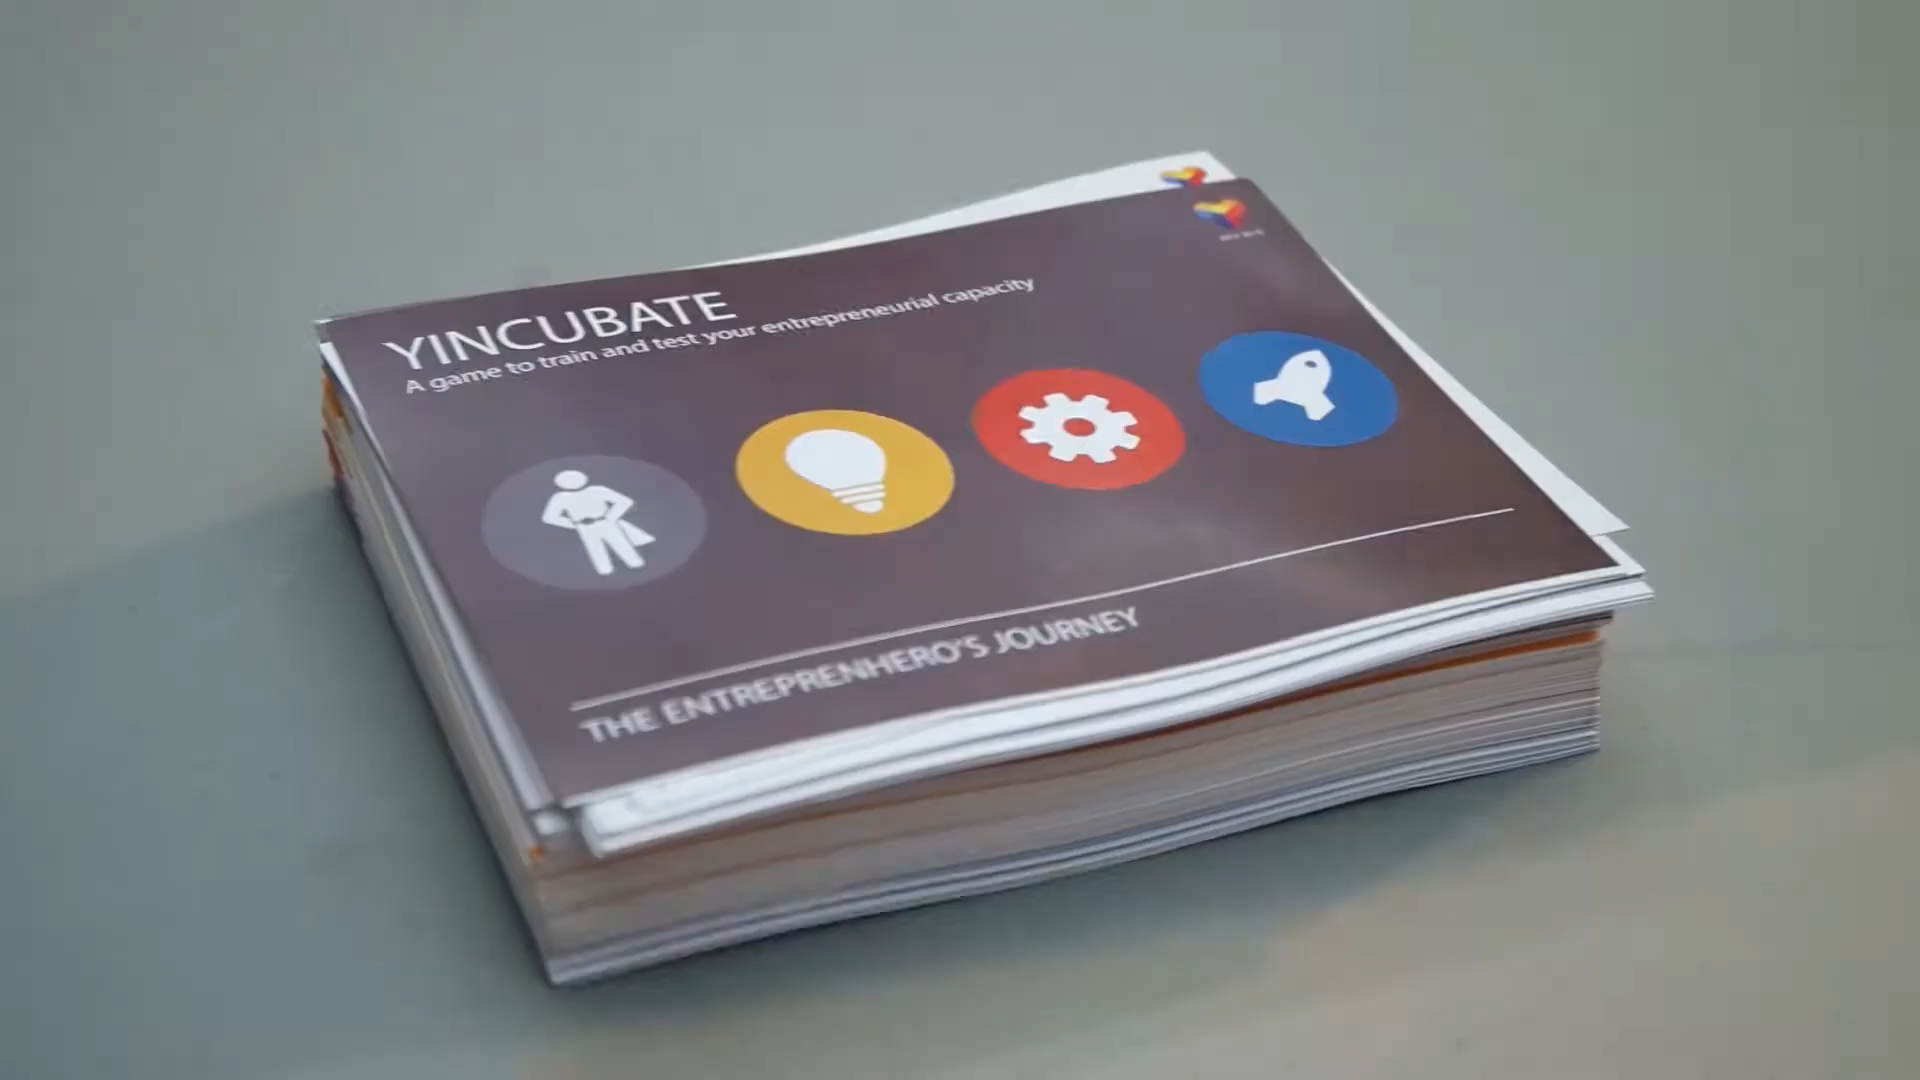 YINCUBATE
A game to train and test your entrepreneurial capacity
THE ENTREPRENHERO'S JOURNEY